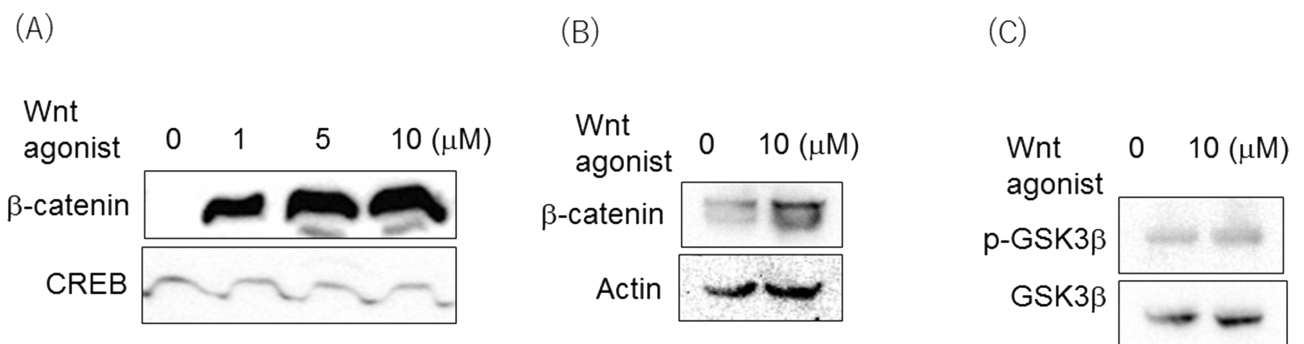 (A)
Wnt
agonist
0 1 5 10 (μM)
β-catenin
CREB
(B)
Wnt
agonist
0 10 (μM)
β-catenin
Actin
(C)
Wnt
agonist
0 10 (μM)
p-GSK3β
GSK3β